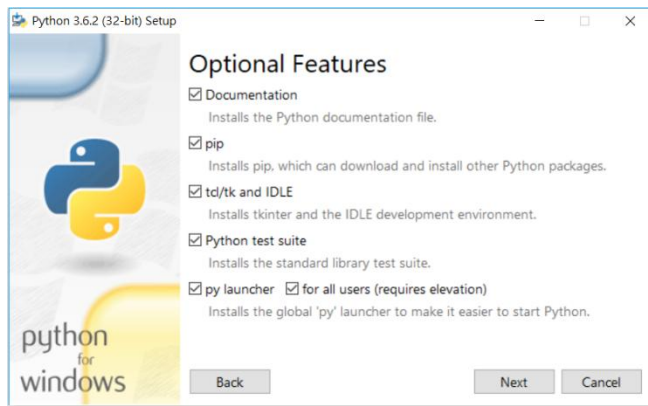 Python 3.6.2 (32-bit) Setup
Optional Features
Documentation
Installs the Python documentation file.
pip
Installs pip, which can download and install other Python packages.
tcl/tk and IDLE
Installs tkinter and the IDLE development environment.
Python test suite
Installs the standard library test suite.
py launcher for all users (requires elevation)
Installs the global 'py' launcher to make it easier to start Python.
python
for
windows
Back Next Cancel